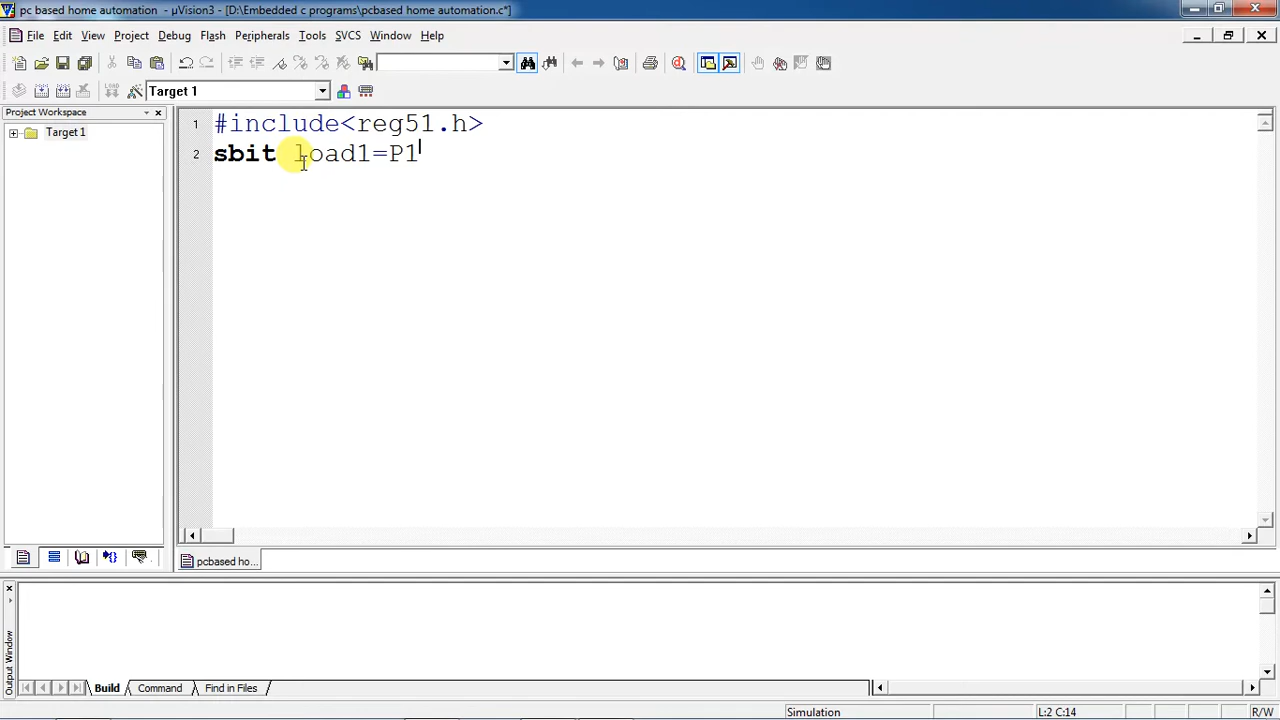 pc based home automation - µVision3 - [D:\Embedded c programs\pcbased home automation.c*]
File Edit View Project Debug Flash Peripherals Tools SVCS Window Help
Target 1
Project Workspace
Target 1
1 #include<reg51.h>
2 sbit load1=P1
pcbased ho...
Output Window
Build Command Find in Files
Simulation L:2 C:14 R/W